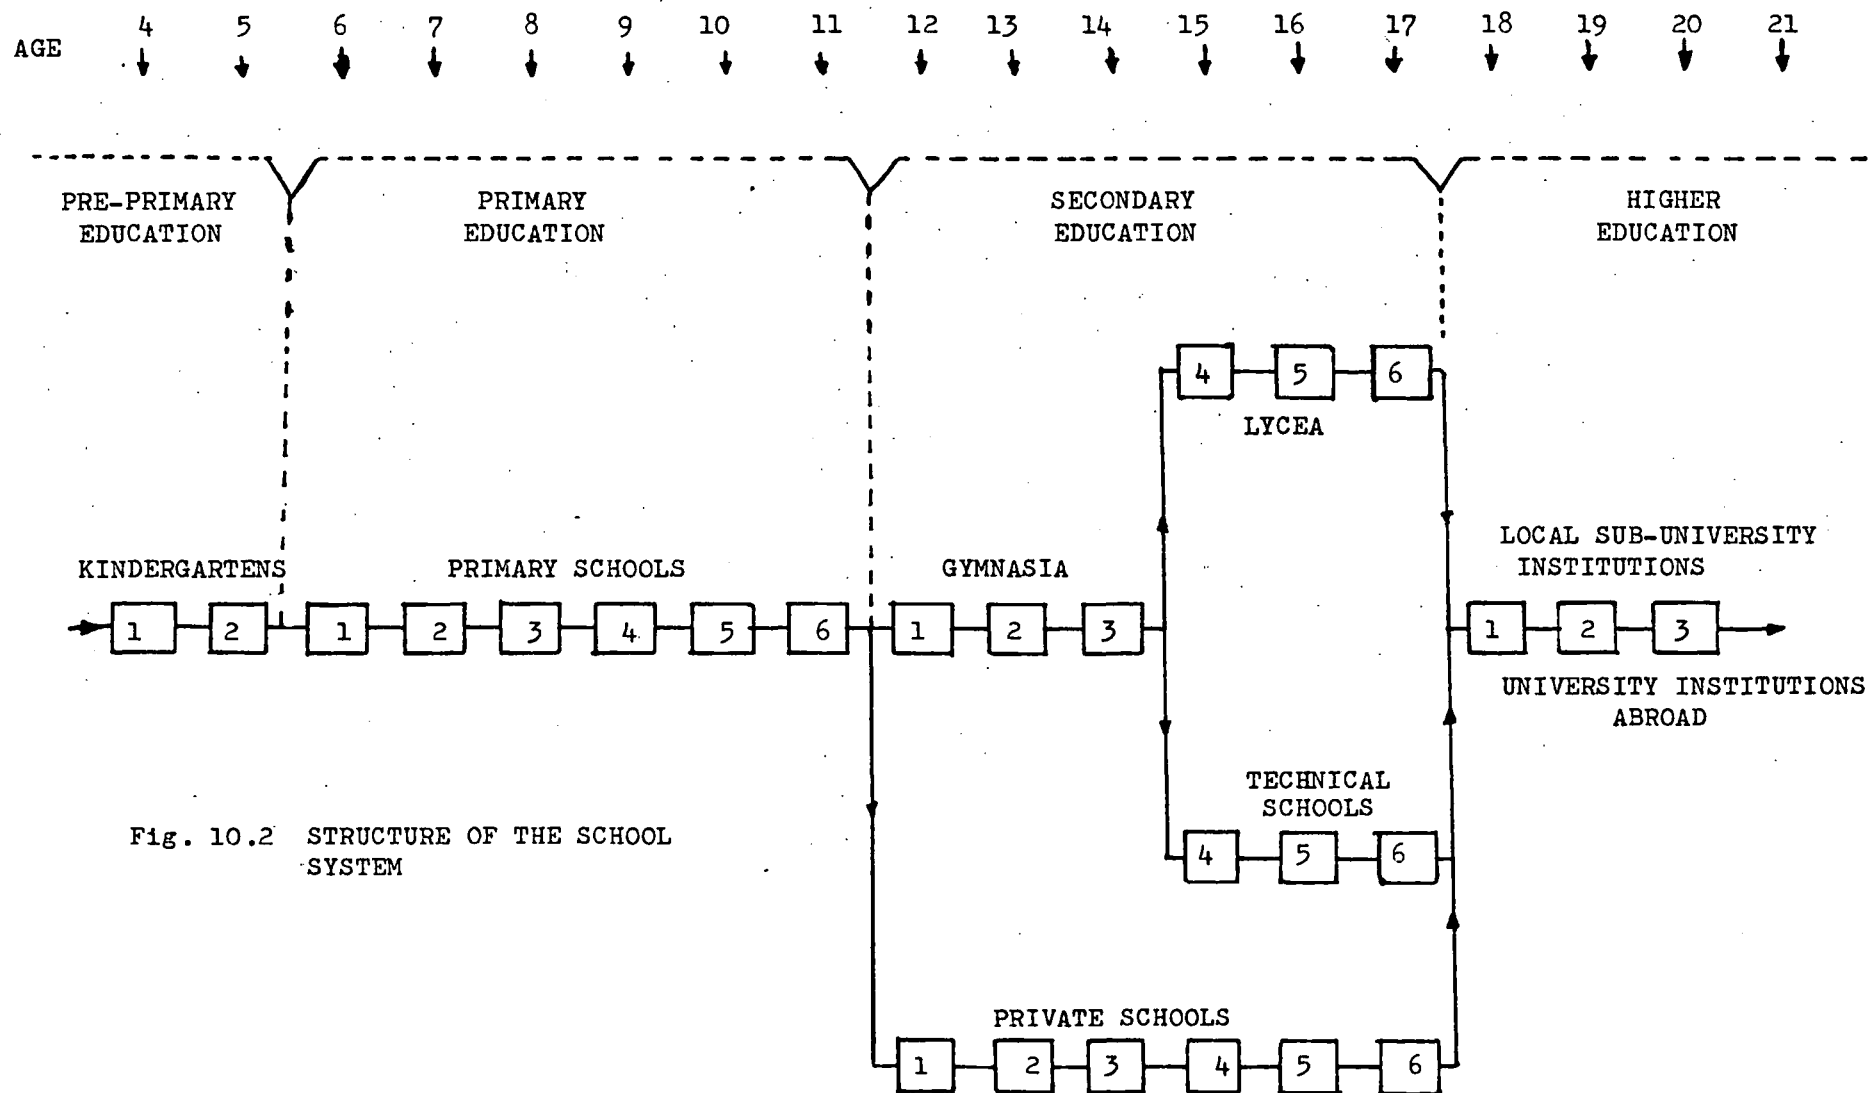 4 5 6 7 8 9 10 11 12 13 14 15 16 17 18 19 20 21
AGE
PRE-PRIMARY
EDUCATION
PRIMARY
EDUCATION
SECONDARY
EDUCATION
HIGHER
EDUCATION
4 5 6
LYCEA
KINDERGARTENS
1 2
PRIMARY SCHOOLS
1 2 3 4 5 6
GYMNASIA
1 2 3
LOCAL SUB-UNIVERSITY
INSTITUTIONS
1 2 3
UNIVERSITY INSTITUTIONS
ABROAD
TECHNICAL
SCHOOLS
4 5 6
Fig. 10.2 STRUCTURE OF THE SCHOOL
SYSTEM
PRIVATE SCHOOLS
1 2 3 4 5 6